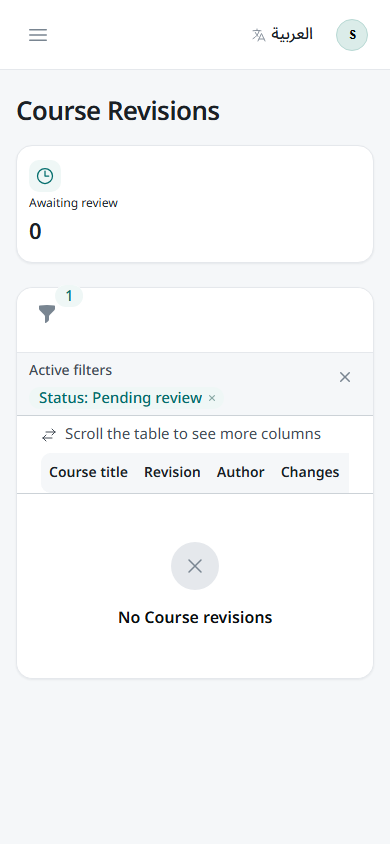 العربية
S
Course Revisions
Awaiting review
0
1
Active filters
Status: Pending review ×
Scroll the table to see more columns
Course title Revision Author Changes
No Course revisions